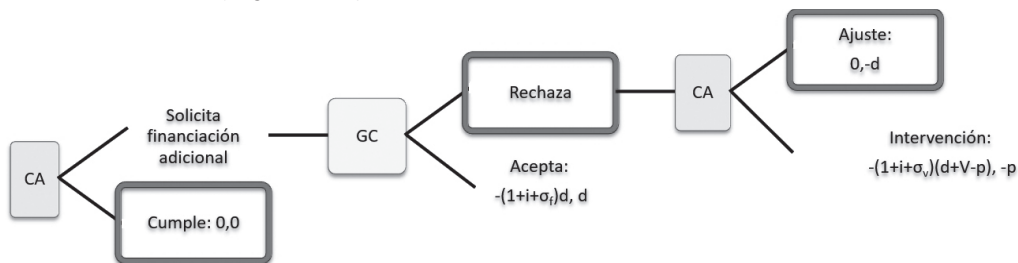 CA
Solicita
financiación
adicional
Cumple: 0,0
GC
Rechaza
Acepta:
-(1+i+σf)d, d
CA
Ajuste:
0,-d
Intervención:
-(1+i+σv)(d+V-p), -p